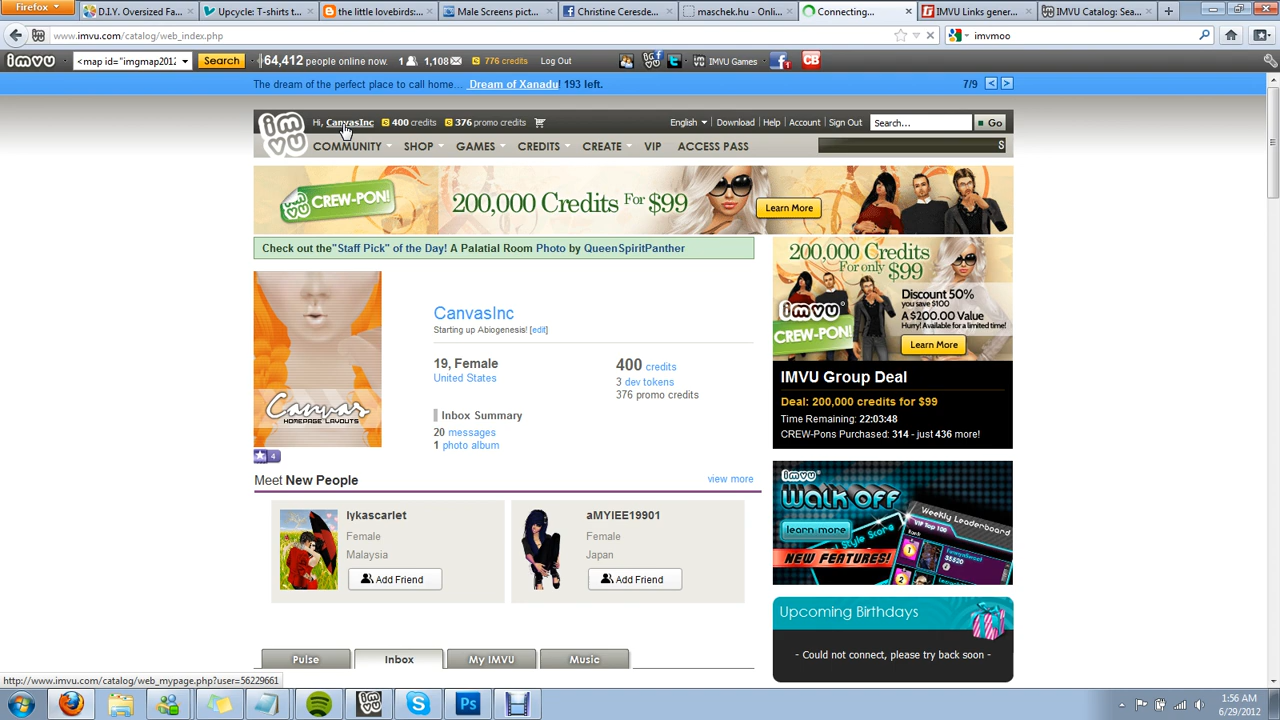 Firefox
D.I.Y. Oversized Fa...
Upcycle: T-shirts t...
the little lovebirds:...
Male Screens pict...
Christine Ceresde...
maschek.hu - Onli...
Connecting...
IMVU Links gener...
IMVU Catalog: Sea...
www.imvu.com/catalog/web_index.php
imvmoo
imvu
<map id="imgmap2012
Search
64,412 people online now.
1
1,108
776 credits
Log Out
IMVU Games
1
CB
The dream of the perfect place to call home... Dream of Xanadu 193 left.
7/9
imvu
Hi, CanvasInc
400 credits
376 promo credits
English
Download
Help
Account
Sign Out
Search...
Go
COMMUNITY
SHOP
GAMES
CREDITS
CREATE
VIP
ACCESS PASS
S
imvu CREW-PON!
200,000 Credits For $99
Learn More
Check out the "Staff Pick" of the Day! A Palatial Room Photo by QueenSpiritPanther
Canvas
HOMEPAGE LAYOUTS
4
CanvasInc
Starting up Abiogenesis! [edit]
19, Female
United States
400 credits
3 dev tokens
376 promo credits
Inbox Summary
20 messages
1 photo album
200,000 Credits
For only $99
Discount 50%
you save $100
A $200.00 Value
Hurry! Available for a limited time!
imvu
CREW-PON!
Learn More
IMVU Group Deal
Deal: 200,000 credits for $99
Time Remaining: 22:03:48
CREW-Pons Purchased: 314 - just 436 more!
Meet New People
view more
lykascarlet
Female
Malaysia
Add Friend
aMYIEE19901
Female
Japan
Add Friend
imvu
WALK OFF
learn more
NEW FEATURES!
Weekly Leaderboard
VIP Top 100
Upcoming Birthdays
- Could not connect, please try back soon -
Pulse
Inbox
My IMVU
Music
http://www.imvu.com/catalog/web_mypage.php?user=56229661
1:56 AM
6/29/2012